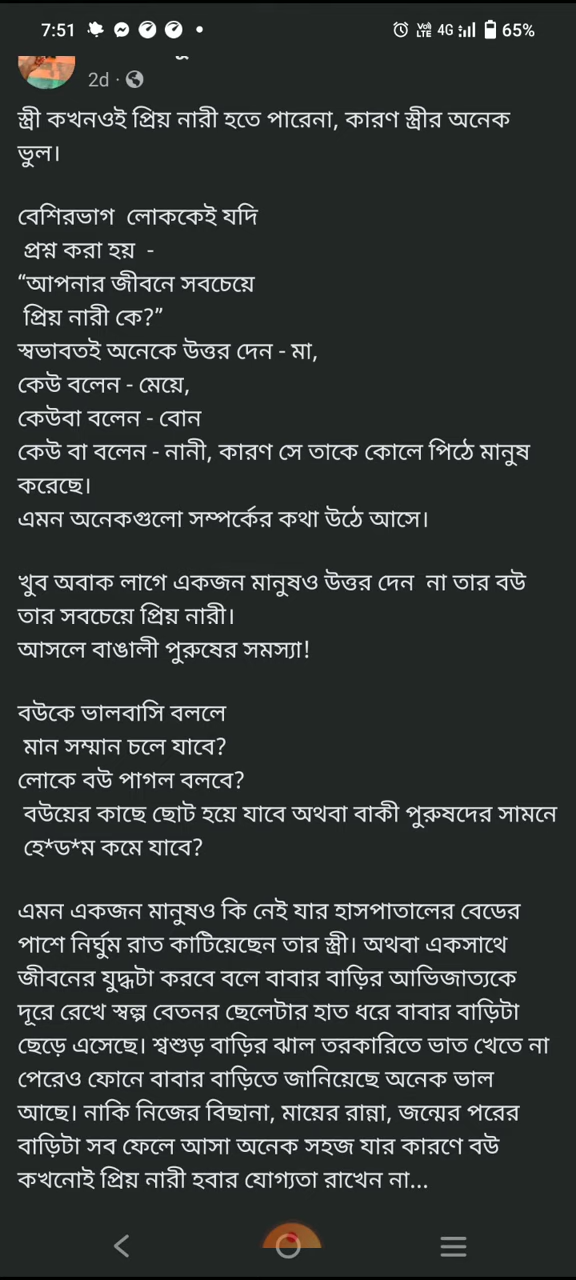 7:51
Vo) LTE 4G 65%
2d ·
স্ত্রী কখনওই প্রিয় নারী হতে পারেনা, কারণ স্ত্রীর অনেক
ভুল।
বেশিরভাগ লোককেই যদি
প্রশ্ন করা হয় -
“আপনার জীবনে সবচেয়ে
প্রিয় নারী কে?”
স্বভাবতই অনেকে উত্তর দেন - মা,
কেউ বলেন - মেয়ে,
কেউবা বলেন - বোন
কেউ বা বলেন - নানী, কারণ সে তাকে কোলে পিঠে মানুষ
করেছে।
এমন অনেকগুলো সম্পর্কের কথা উঠে আসে।
খুব অবাক লাগে একজন মানুষও উত্তর দেন না তার বউ
তার সবচেয়ে প্রিয় নারী।
আসলে বাঙালী পুরুষের সমস্যা!
বউকে ভালবাসি বললে
মান সম্মান চলে যাবে?
লোকে বউ পাগল বলবে?
বউয়ের কাছে ছোট হয়ে যাবে অথবা বাকী পুরুষদের সামনে
হে*ড*ম কমে যাবে?
এমন একজন মানুষও কি নেই যার হাসপাতালের বেডের
পাশে নির্ঘুম রাত কাটিয়েছেন তার স্ত্রী। অথবা একসাথে
জীবনের যুদ্ধটা করবে বলে বাবার বাড়ির আভিজাত্যকে
দূরে রেখে স্বল্প বেতনর ছেলেটার হাত ধরে বাবার বাড়িটা
ছেড়ে এসেছে। শ্বশুড় বাড়ির ঝাল তরকারিতে ভাত খেতে না
পেরেও ফোনে বাবার বাড়িতে জানিয়েছে অনেক ভাল
আছে। নাকি নিজের বিছানা, মায়ের রান্না, জন্মের পরের
বাড়িটা সব ফেলে আসা অনেক সহজ যার কারণে বউ
কখনোই প্রিয় নারী হবার যোগ্যতা রাখেন না...